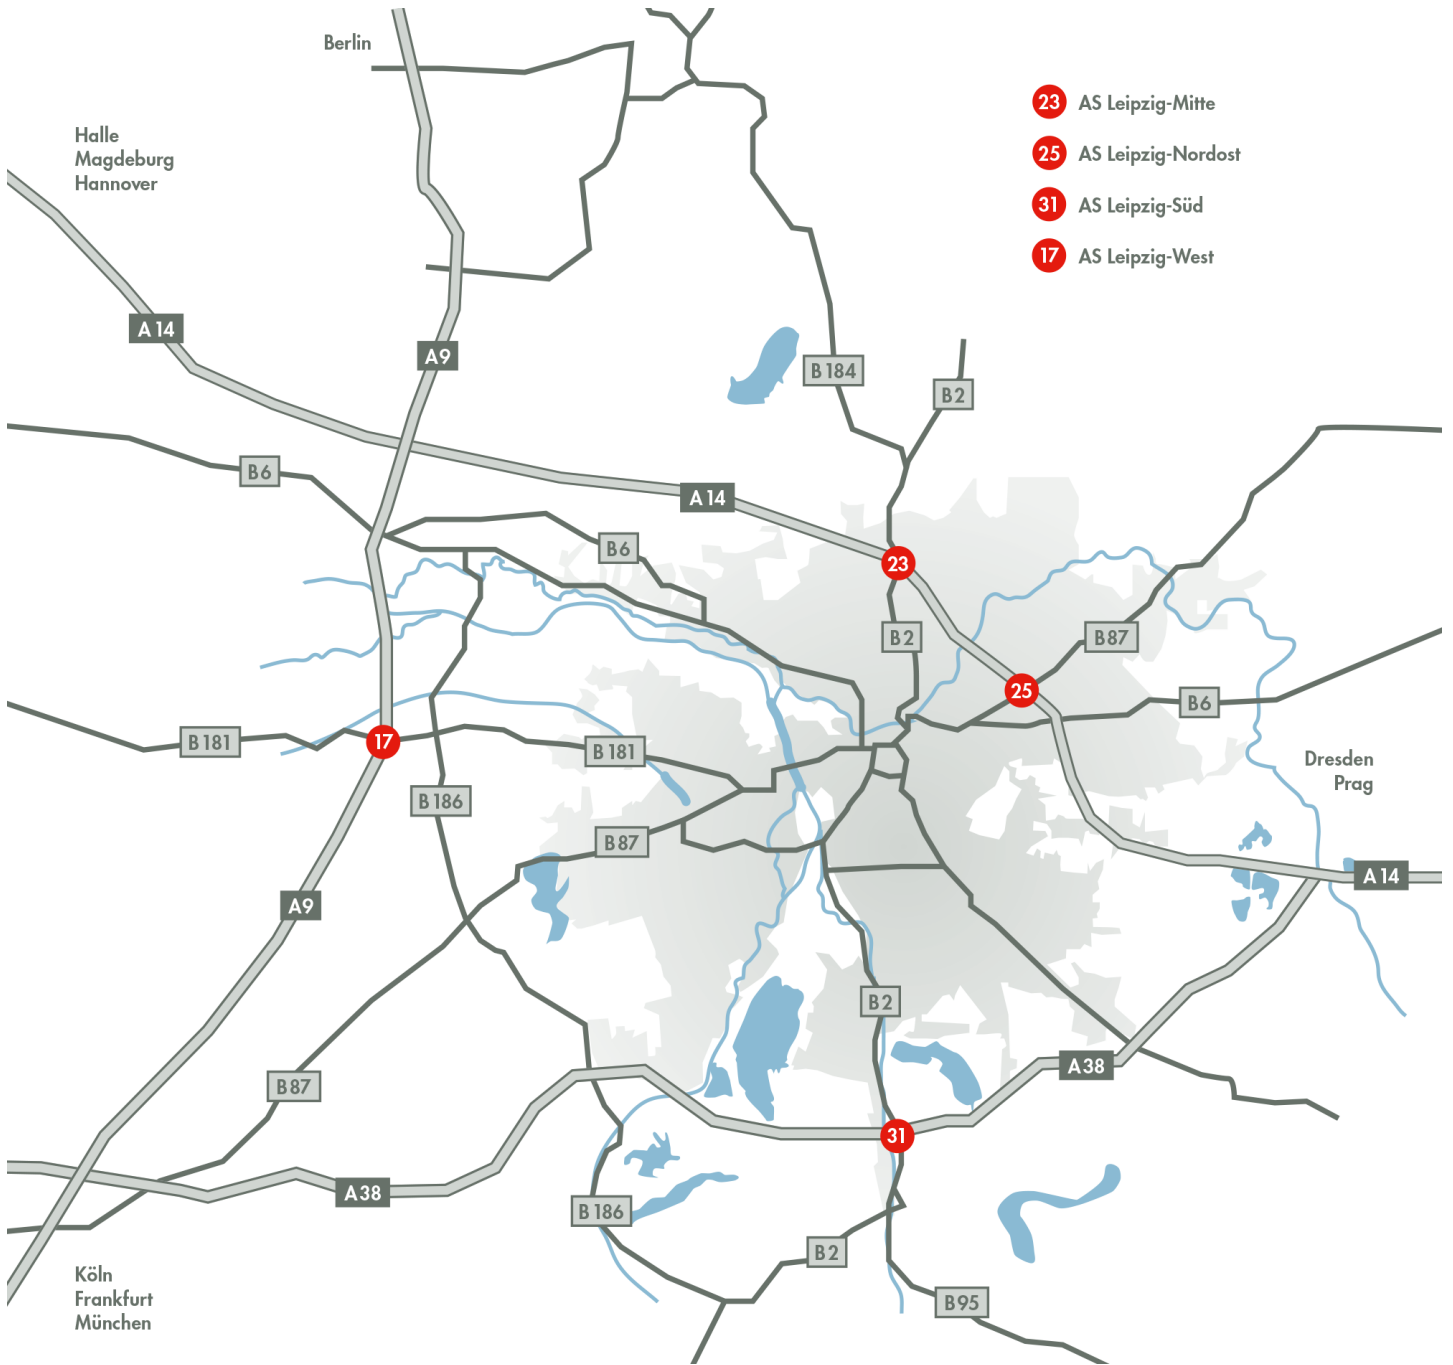 Berlin
23 AS Leipzig-Mitte
Halle
Magdeburg
Hannover
25 AS Leipzig-Nordost
31 AS Leipzig-Süd
17 AS Leipzig-West
A 14
A9
B 184
B2
B6
A 14
B6
23
B2
B87
25
B6
B 181
17
B 181
Dresden
Prag
B 186
B87
A 14
A9
B2
A38
B87
31
A38
B 186
B2
Köln
Frankfurt
München
B95